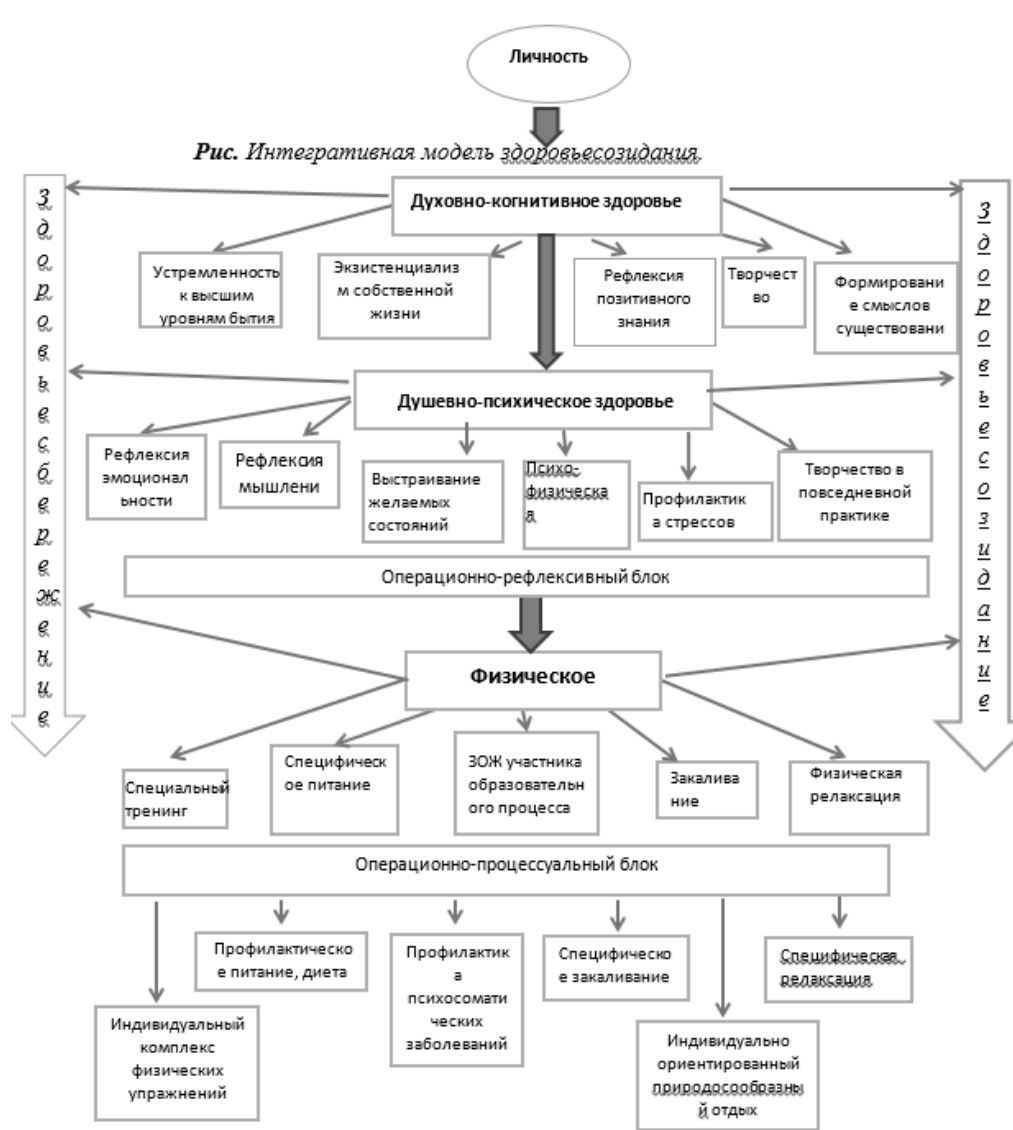 Личность
Рис. Интегративная модель здоровьесозидания.
Здоровьесбережение
Здоровьесозидание
Духовно-когнитивное здоровье
Устремленность
к высшим
уровням бытия
Экзистенциализ
м собственной
жизни
Рефлексия
позитивного
знания
Творчест
во
Формировани
е смыслов
существовани
Душевно-психическое здоровье
Рефлексия
эмоционал
ьности
Рефлексия
мышлени
Выстраивание
желаемых
состояний
Психо-
физическа
я
Профилактик
а стрессов
Творчество в
повседневной
практике
Операционно-рефлексивный блок
Физическое
Специальный
тренинг
Специфическ
ое питание
ЗОЖ участника
образовательн
ого процесса
Закалива
ние
Физическая
релаксация
Операционно-процессуальный блок
Индивидуальный
комплекс
физических
упражнений
Профилактическо
е питание, диета
Профилактик
а
психосомати
ческих
заболеваний
Специфическо
е закаливание
Индивидуально
ориентированный
природосообразны
й отдых
Специфическая
релаксация